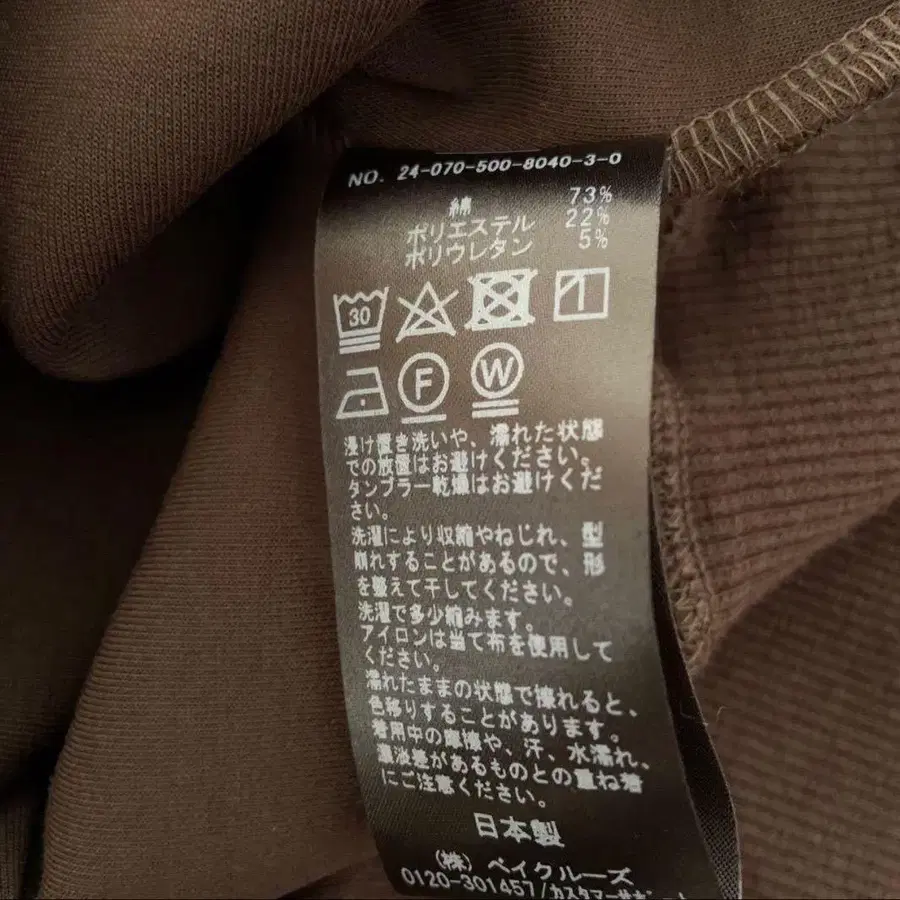 NO. 24-070-500-8040-3-0
綿 73%
ポリエステル 22%
ポリウレタン 5%
30
F W
浸け置き洗いや、濡れた状態
での放置はお避けください。
タンブラー乾燥はお避けくだ
さい。
洗濯により収縮やねじれ、型
崩れすることがあるので、形
を整えて干してください。
洗濯で多少縮みます。
アイロンは当て布を使用して
ください。
濡れたままの状態で擦れると、
色移りすることがあります。
着用中の摩擦や、汗、水濡れ、
濃淡差があるものとの重ね着
にご注意ください。
日本製
(株) ベイクルーズ
0120-301457/カスタマーサポート